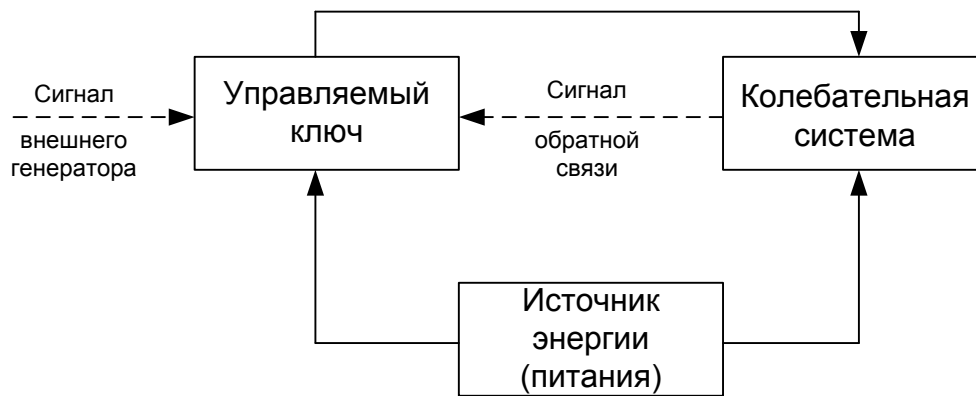 Сигнал
внешнего
генератора
Управляемый
ключ
Сигнал
обратной
связи
Колебательная
система
Источник
энергии
(питания)